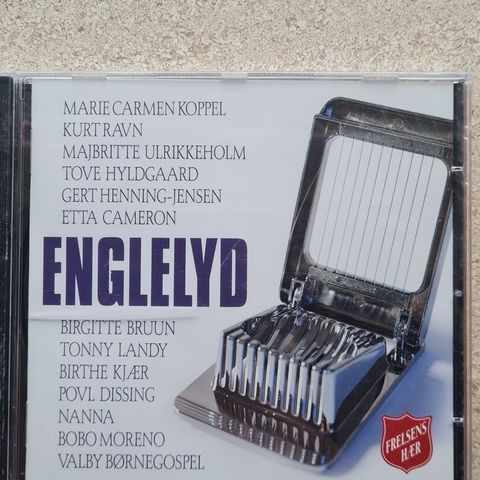 MARIE CARMEN KOPPEL
KURT RAVN
MAJBRITTE ULRIKKEHOLM
TOVE HYLDGAARD
GERT HENNING-JENSEN
ETTA CAMERON
ENGLELYD
BIRGITTE BRUUN
TONNY LANDY
BIRTHE KJÆR
POVL DISSING
NANNA
BOBO MORENO
VALBY BØRNEGOSPEL
FRELSENS
HÆR